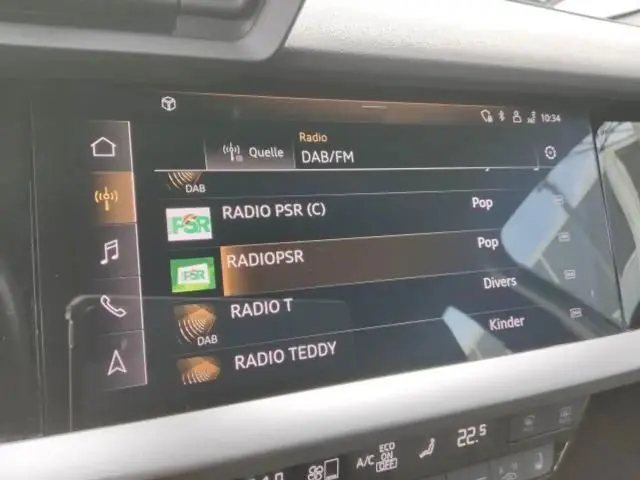 10:34
Radio
Quelle
DAB/FM
DAB
PSR
RADIO PSR (C)
Pop
PSR
RADIOPSR
Pop
DAB
RADIO T
Divers
RADIO TEDDY
Kinder
A/C
ECO
ON
OFF
22.5